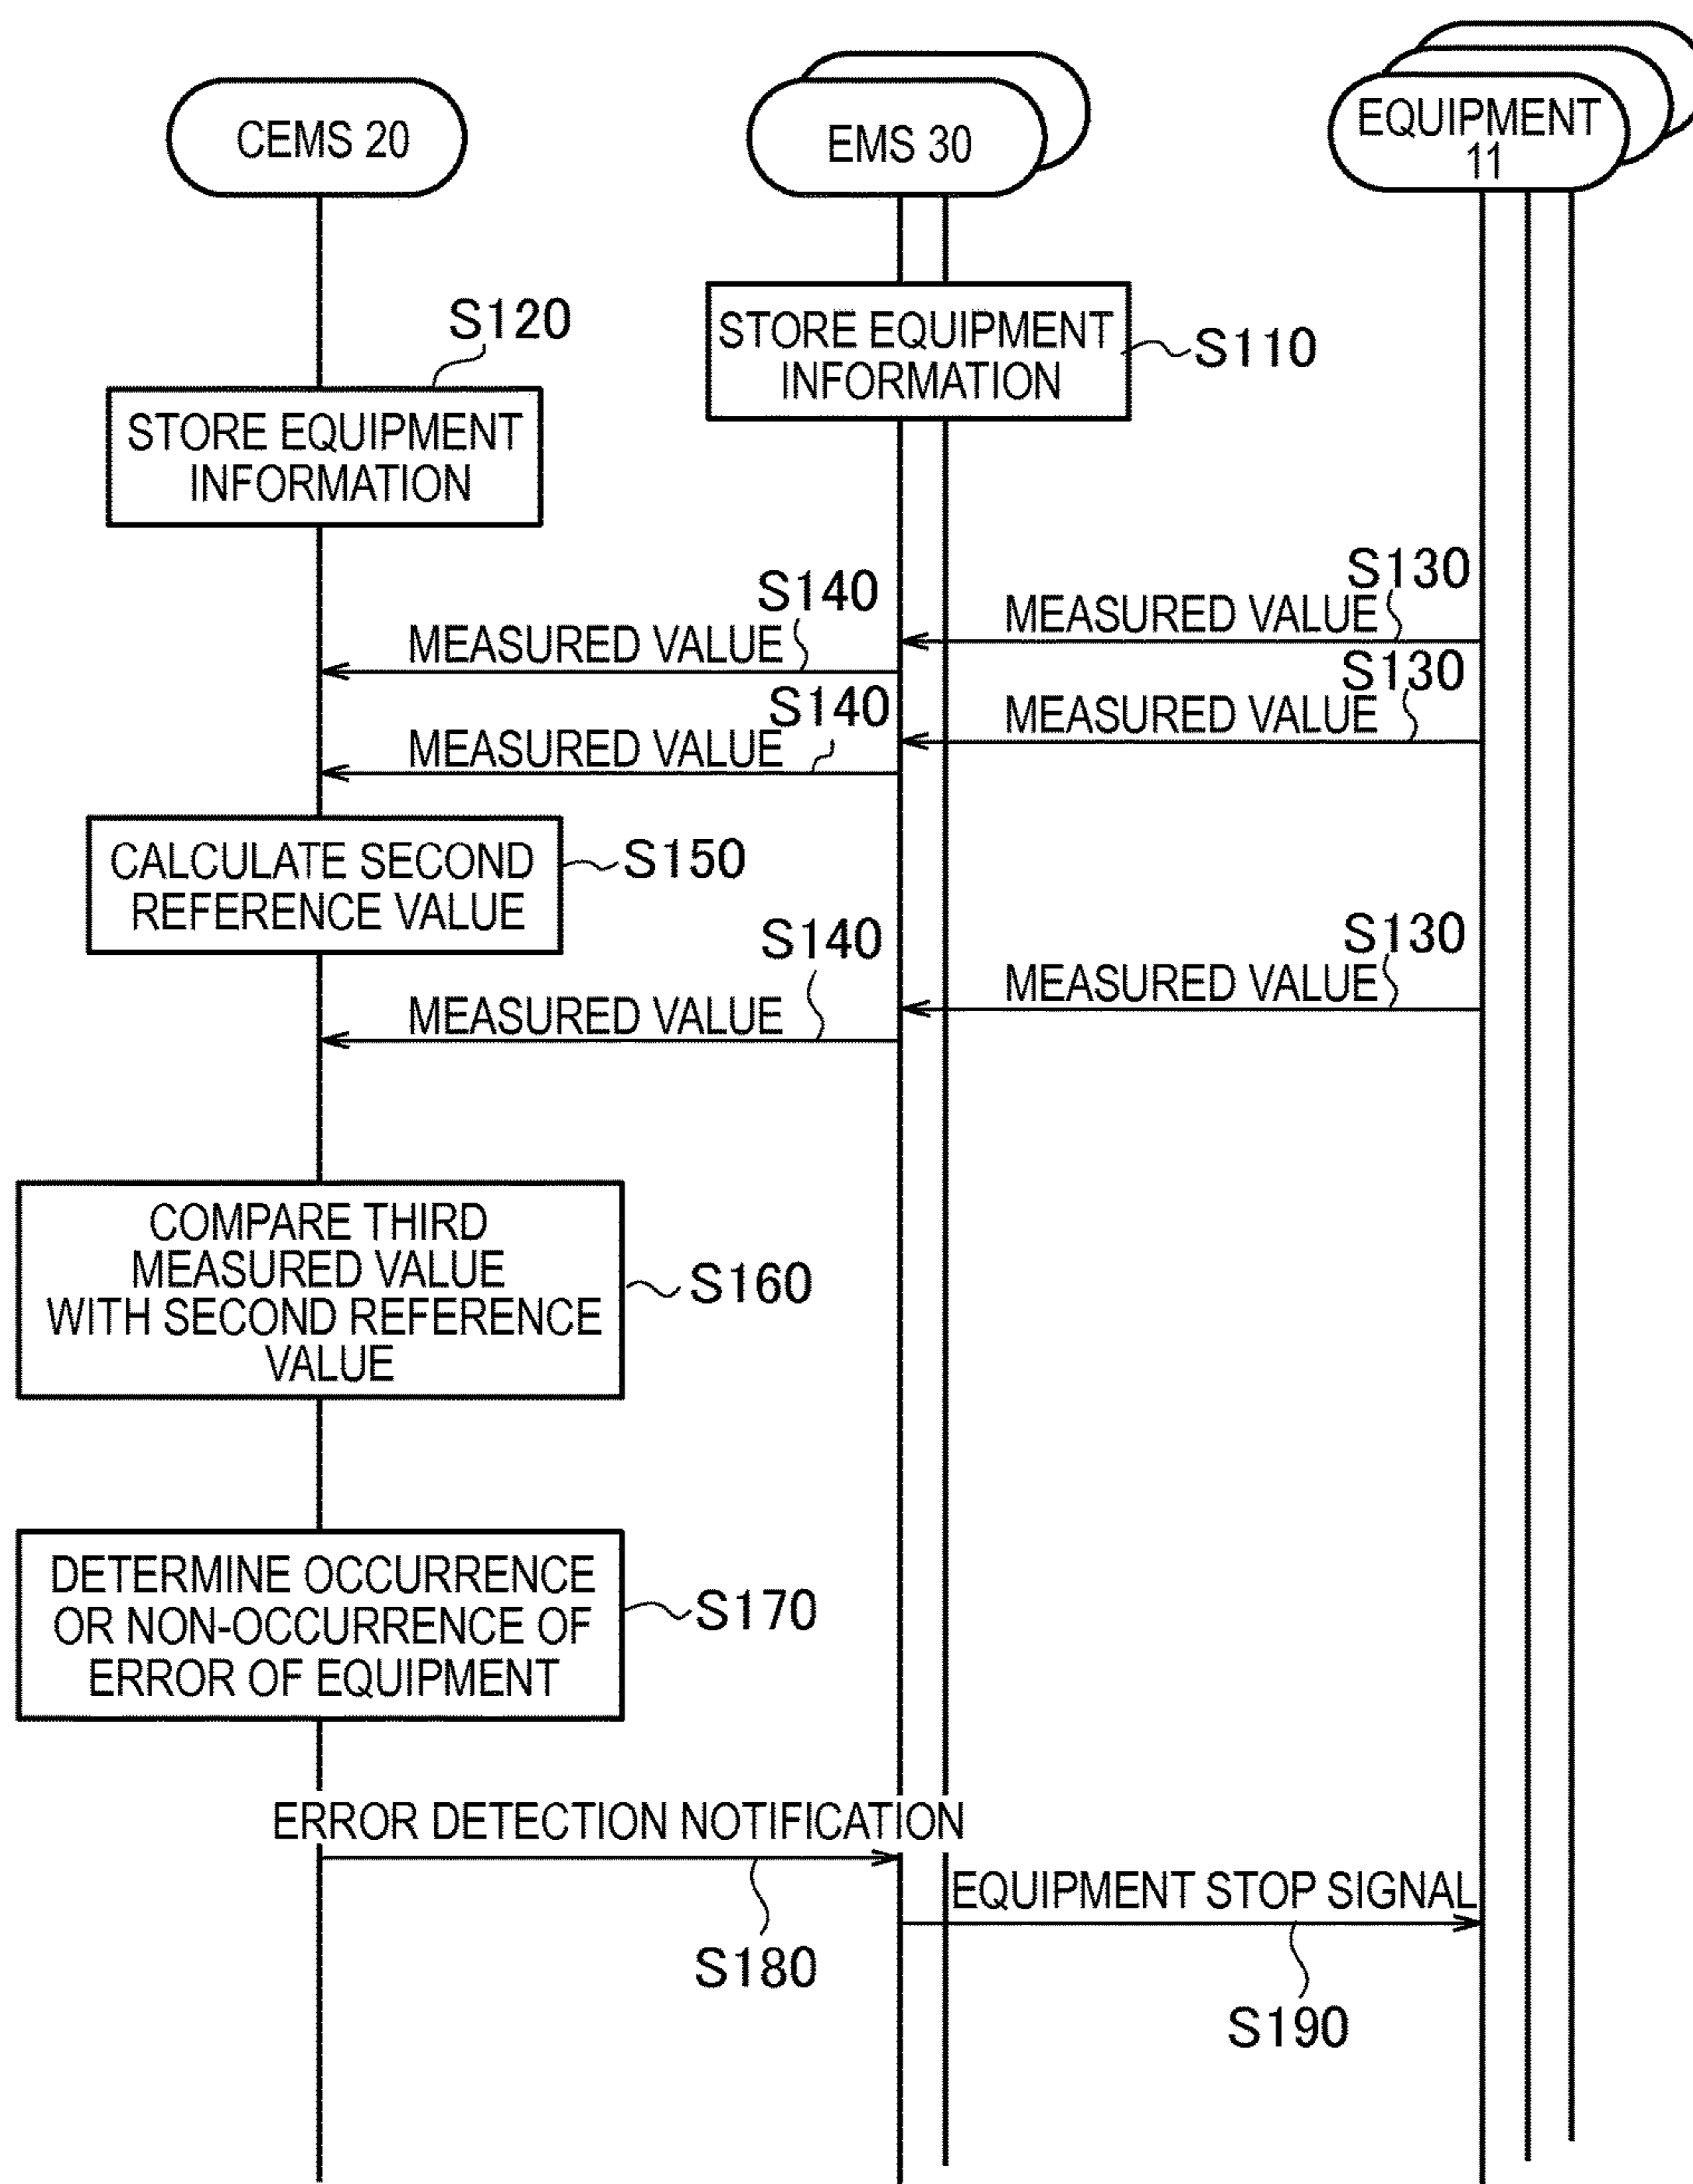 CEMS 20
EMS 30
EQUIPMENT
11
STORE EQUIPMENT
INFORMATION
S110
S120
STORE EQUIPMENT
INFORMATION
S130
MEASURED VALUE
S140
MEASURED VALUE
S130
MEASURED VALUE
S140
MEASURED VALUE
CALCULATE SECOND
REFERENCE VALUE
S150
S130
MEASURED VALUE
S140
MEASURED VALUE
COMPARE THIRD
MEASURED VALUE
WITH SECOND REFERENCE
VALUE
S160
DETERMINE OCCURRENCE
OR NON-OCCURRENCE OF
ERROR OF EQUIPMENT
S170
ERROR DETECTION NOTIFICATION
S180
EQUIPMENT STOP SIGNAL
S190